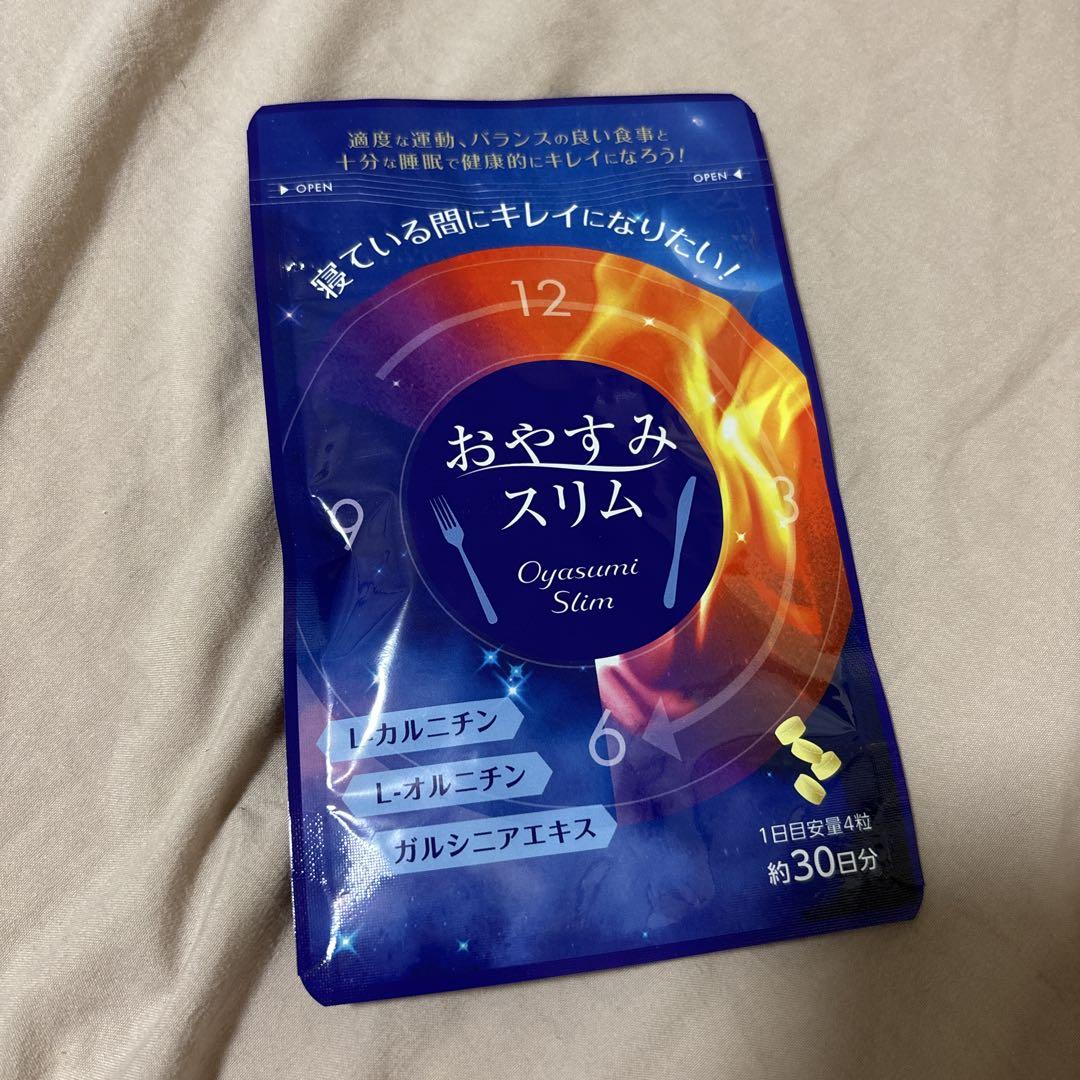 適度な運動、バランスの良い食事と
十分な睡眠で健康的にキレイになろう!
OPEN
OPEN
寝ている間にキレイになりたい!
12
3
6
9
おやすみ
スリム
Oyasumi
Slim
L-カルニチン
L-オルニチン
ガルシニアエキス
1日目安量4粒
約30日分